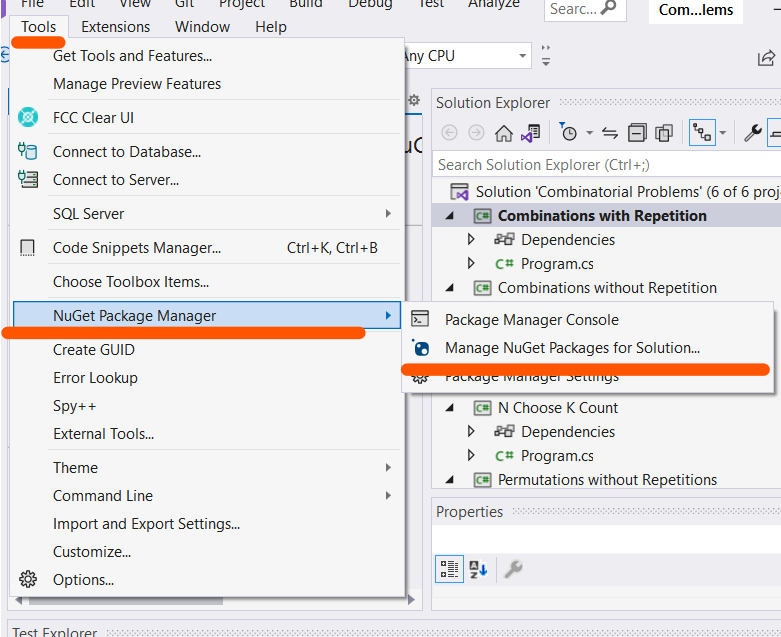 File Edit View Git Project Build Debug Test Analyze Searc... Com...lems
Tools Extensions Window Help
Any CPU
Get Tools and Features...
Manage Preview Features
FCC Clear UI
Connect to Database...
Connect to Server...
SQL Server
Code Snippets Manager... Ctrl+K, Ctrl+B
Choose Toolbox Items...
NuGet Package Manager
Create GUID
Error Lookup
Spy++
External Tools...
Theme
Command Line
Import and Export Settings...
Customize...
Options...
Package Manager Console
Manage NuGet Packages for Solution...
Package Manager Settings
Solution Explorer
Search Solution Explorer (Ctrl+;)
Solution 'Combinatorial Problems' (6 of 6 proj
C# Combinations with Repetition
Dependencies
C# Program.cs
C# Combinations without Repetition
C# N Choose K Count
Dependencies
C# Program.cs
C# Permutations without Repetitions
Properties
Test Explorer